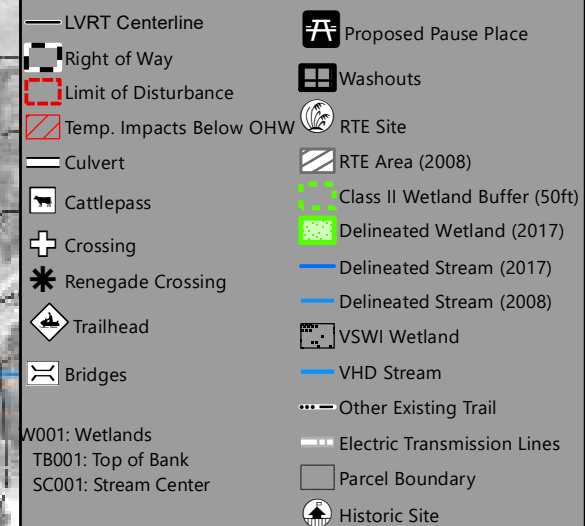 LVRT Centerline
Right of Way
Limit of Disturbance
Temp. Impacts Below OHW
Culvert
Cattlepass
Crossing
Renegade Crossing
Trailhead
Bridges
W001: Wetlands
TB001: Top of Bank
SC001: Stream Center
Proposed Pause Place
Washouts
RTE Site
RTE Area (2008)
Class II Wetland Buffer (50ft)
Delineated Wetland (2017)
Delineated Stream (2017)
Delineated Stream (2008)
VSWI Wetland
VHD Stream
Other Existing Trail
Electric Transmission Lines
Parcel Boundary
Historic Site